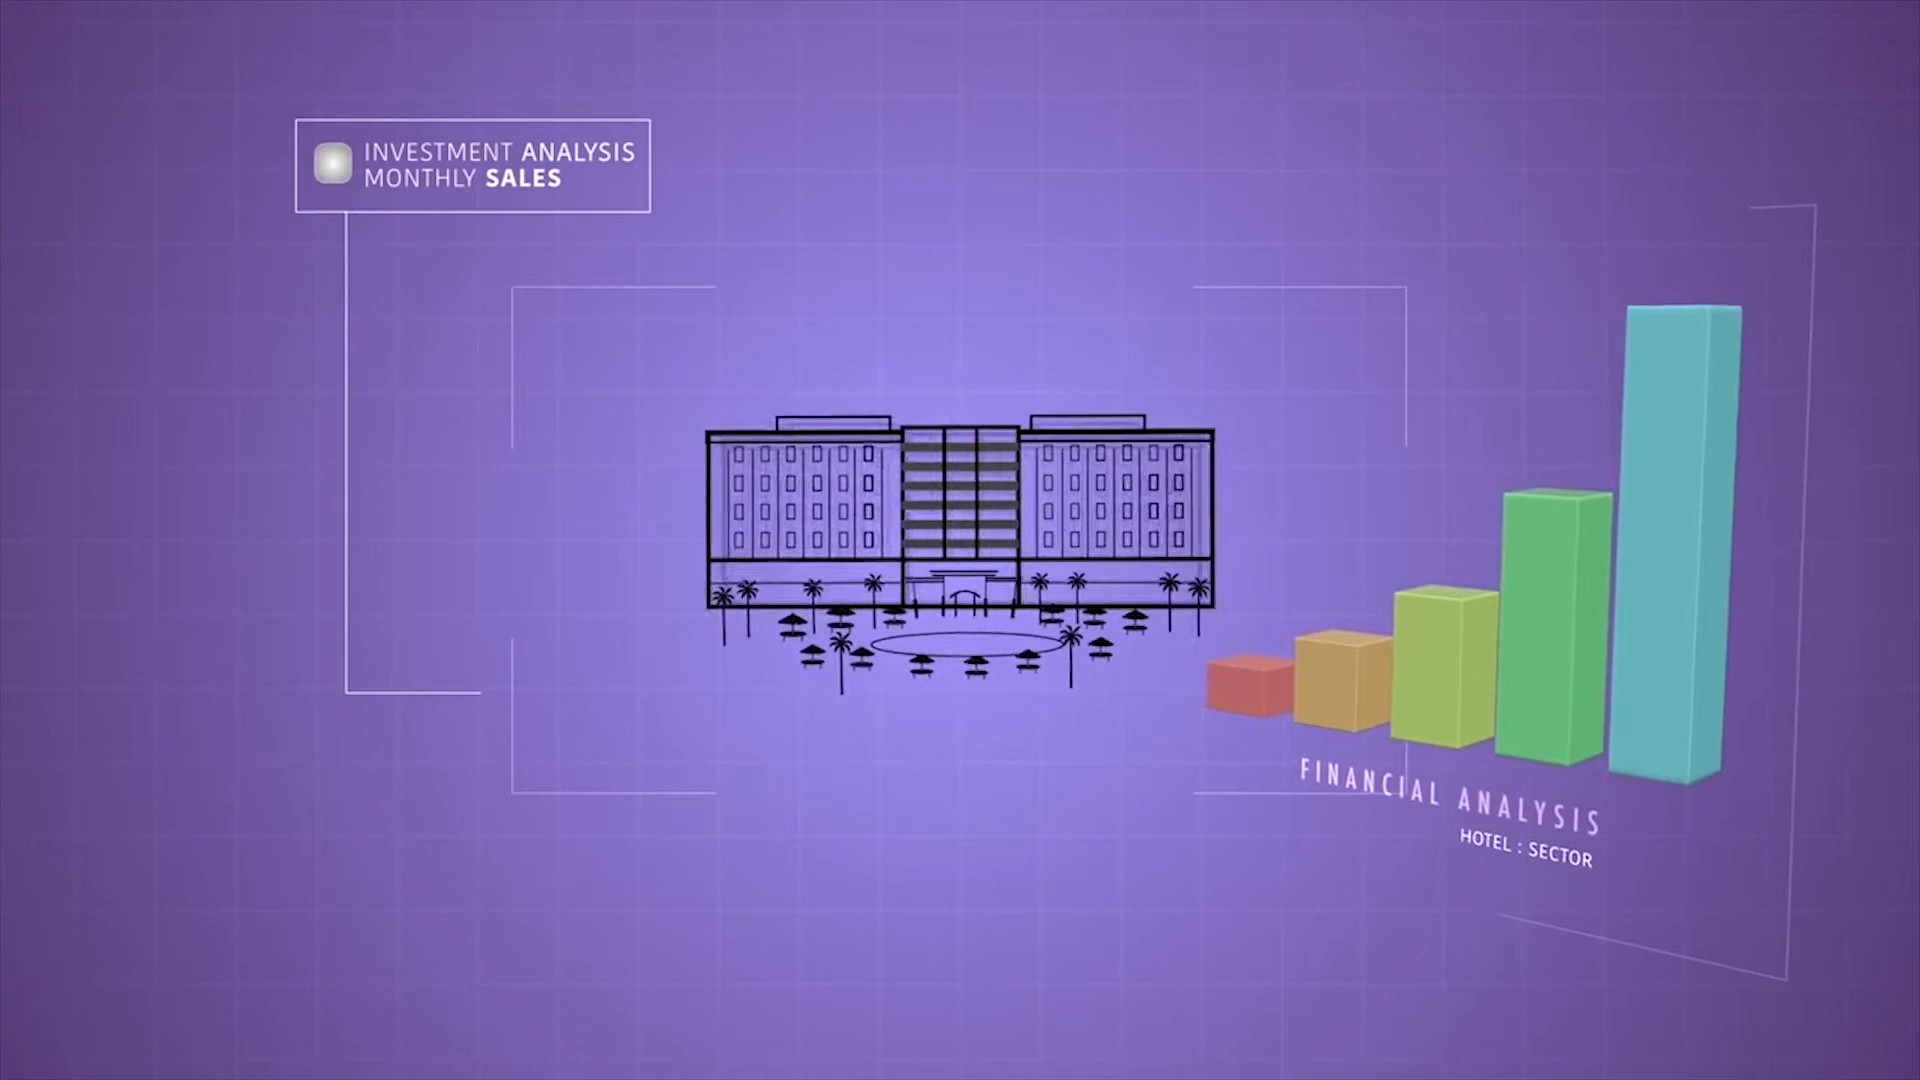 INVESTMENT ANALYSIS
MONTHLY SALES
FINANCIAL ANALYSIS
HOTEL : SECTOR